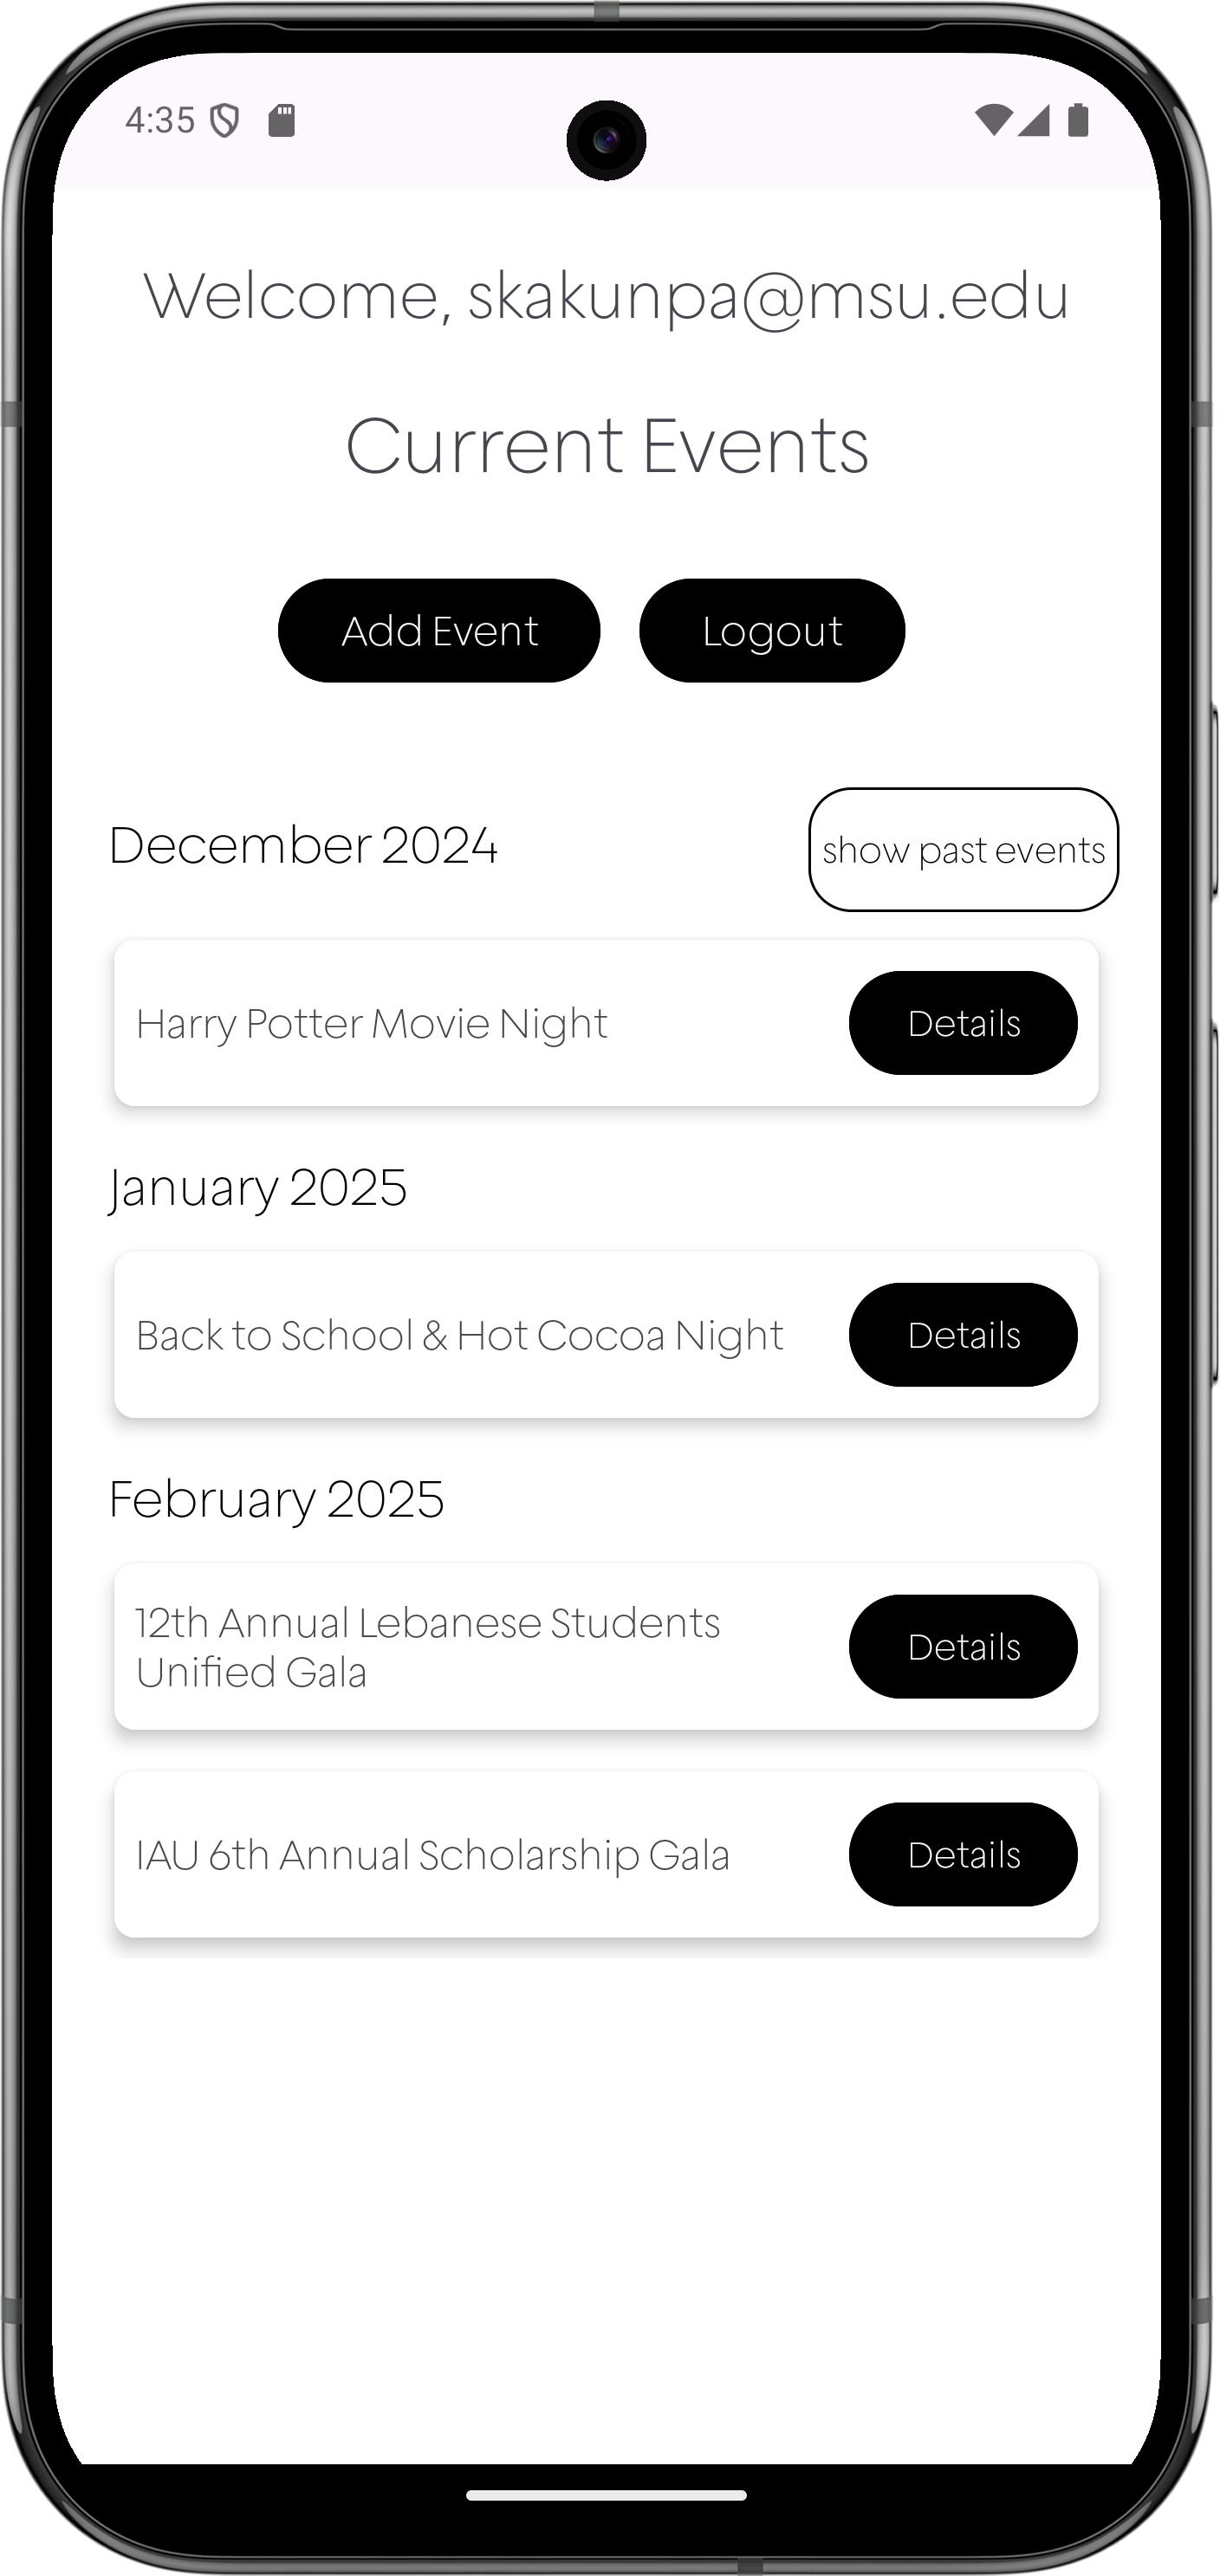 4:35
Welcome, skakunpa@msu.edu
Current Events
Add Event Logout
December 2024 show past events
Harry Potter Movie Night Details
January 2025
Back to School & Hot Cocoa Night Details
February 2025
12th Annual Lebanese Students
Unified Gala Details
IAU 6th Annual Scholarship Gala Details